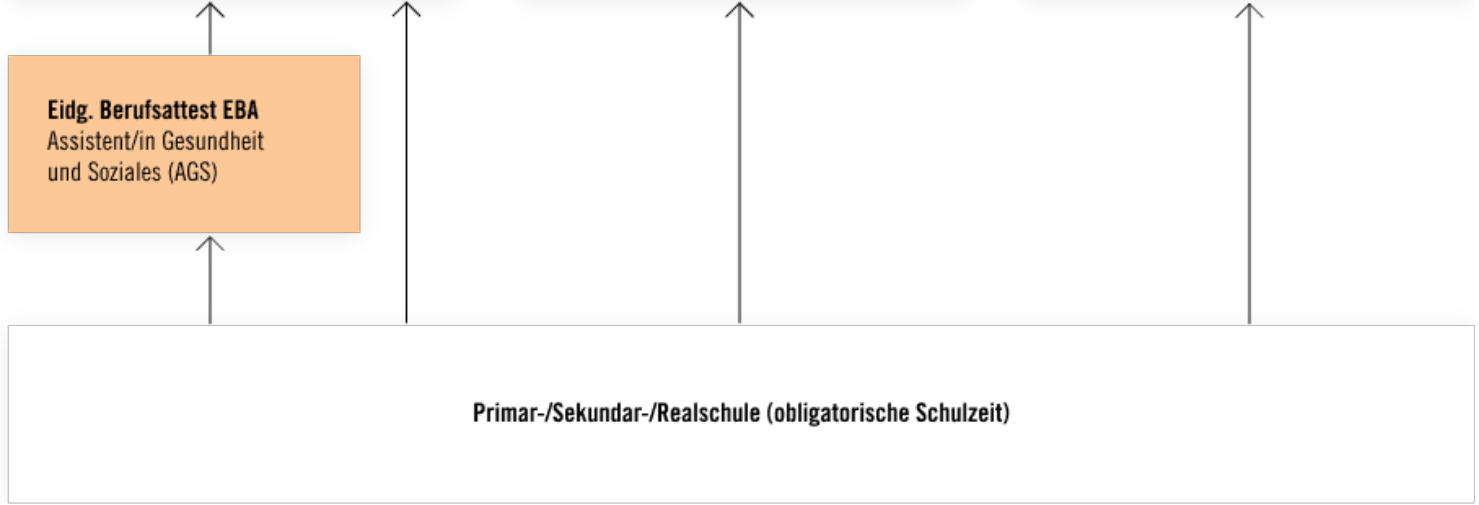 Eidg. Berufsattest EBA
Assistent/in Gesundheit
und Soziales (AGS)
Primar-/Sekundar-/Realschule (obligatorische Schulzeit)